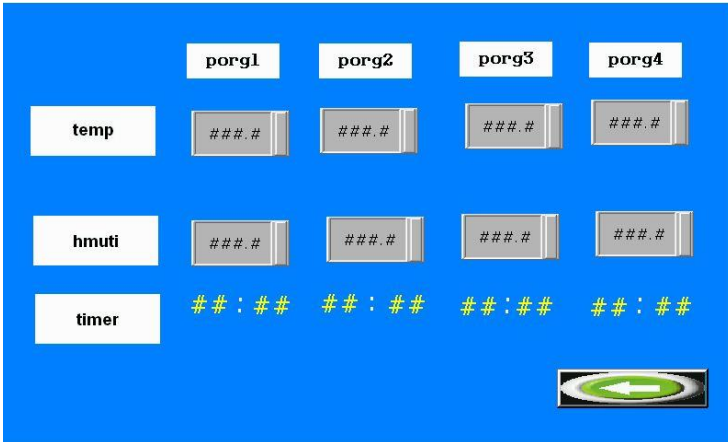 porg1 porg2 porg3 porg4
temp ###.# ###.# ###.# ###.#
hmuti ###.# ###.# ###.# ###.#
timer ##:## ##:## ##:## ##:##